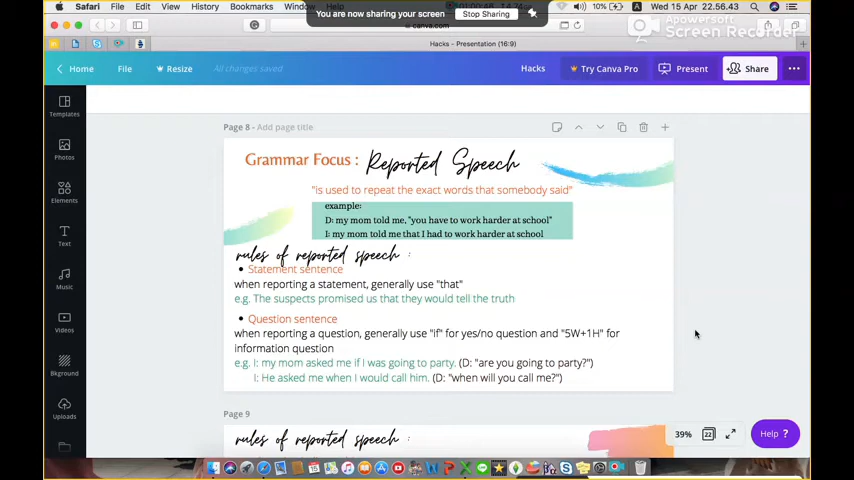 Safari File Edit View History Bookmarks Window
You are now sharing your screen Stop Sharing
10% Wed 15 Apr 22.56.43
canva.com
Apowersoft
Screen Recorder
Hacks - Presentation (16:9)
Home File Resize All changes saved Hacks Try Canva Pro Present Share
Templates
Photos
Elements
Text
Music
Videos
Bkground
Uploads
Page 8 - Add page title
Grammar Focus : Reported Speech
"is used to repeat the exact words that somebody said"
example:
D: my mom told me, "you have to work harder at school"
I: my mom told me that I had to work harder at school
rules of reported speech :
• Statement sentence
when reporting a statement, generally use "that"
e.g. The suspects promised us that they would tell the truth
• Question sentence
when reporting a question, generally use "if" for yes/no question and "5W+1H" for
information question
e.g. I: my mom asked me if I was going to party. (D: "are you going to party?")
I: He asked me when I would call him. (D: "when will you call me?")
Page 9
rules of reported speech :
39% 22 Help ?